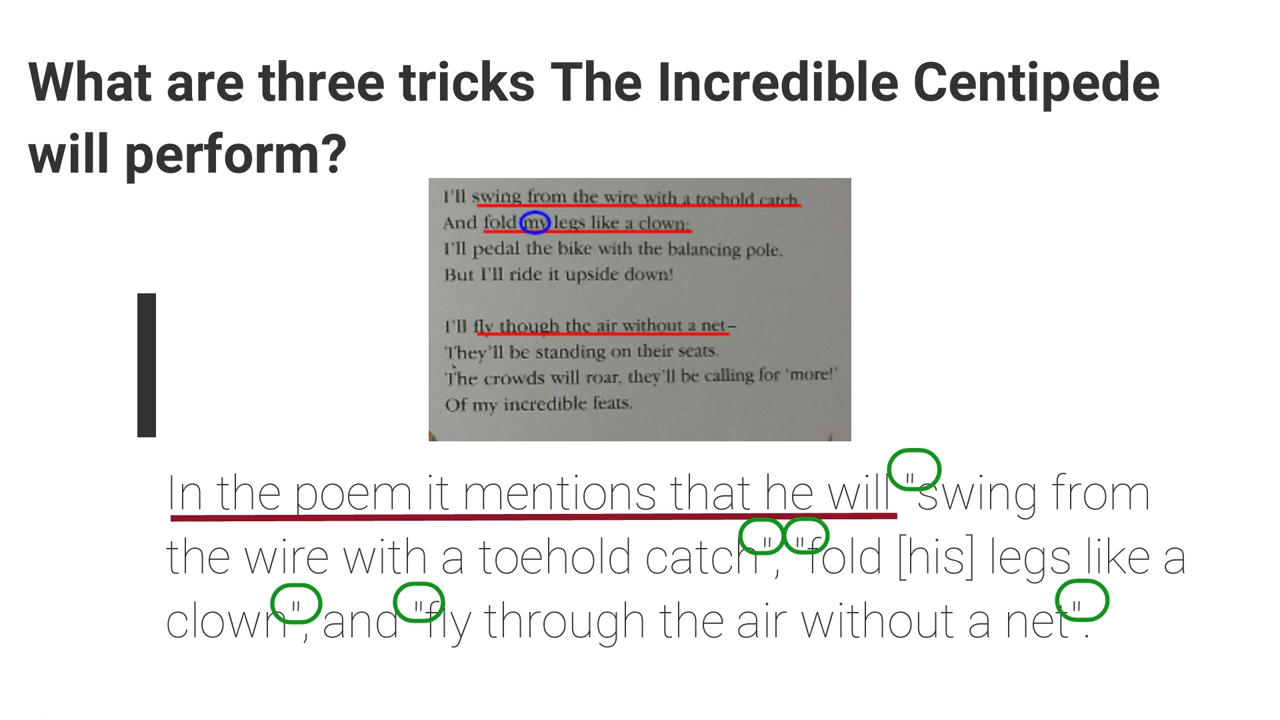 What are three tricks The Incredible Centipede
will perform?
I'll swing from the wire with a toehold catch
And fold my legs like a clown;
I'll pedal the bike with the balancing pole,
But I'll ride it upside down!
I'll fly though the air without a net–
They'll be standing on their seats.
The crowds will roar, they'll be calling for 'more!'
Of my incredible feats.
In the poem it mentions that he will "swing from
the wire with a toehold catch", "fold [his] legs like a
clown", and "fly through the air without a net".